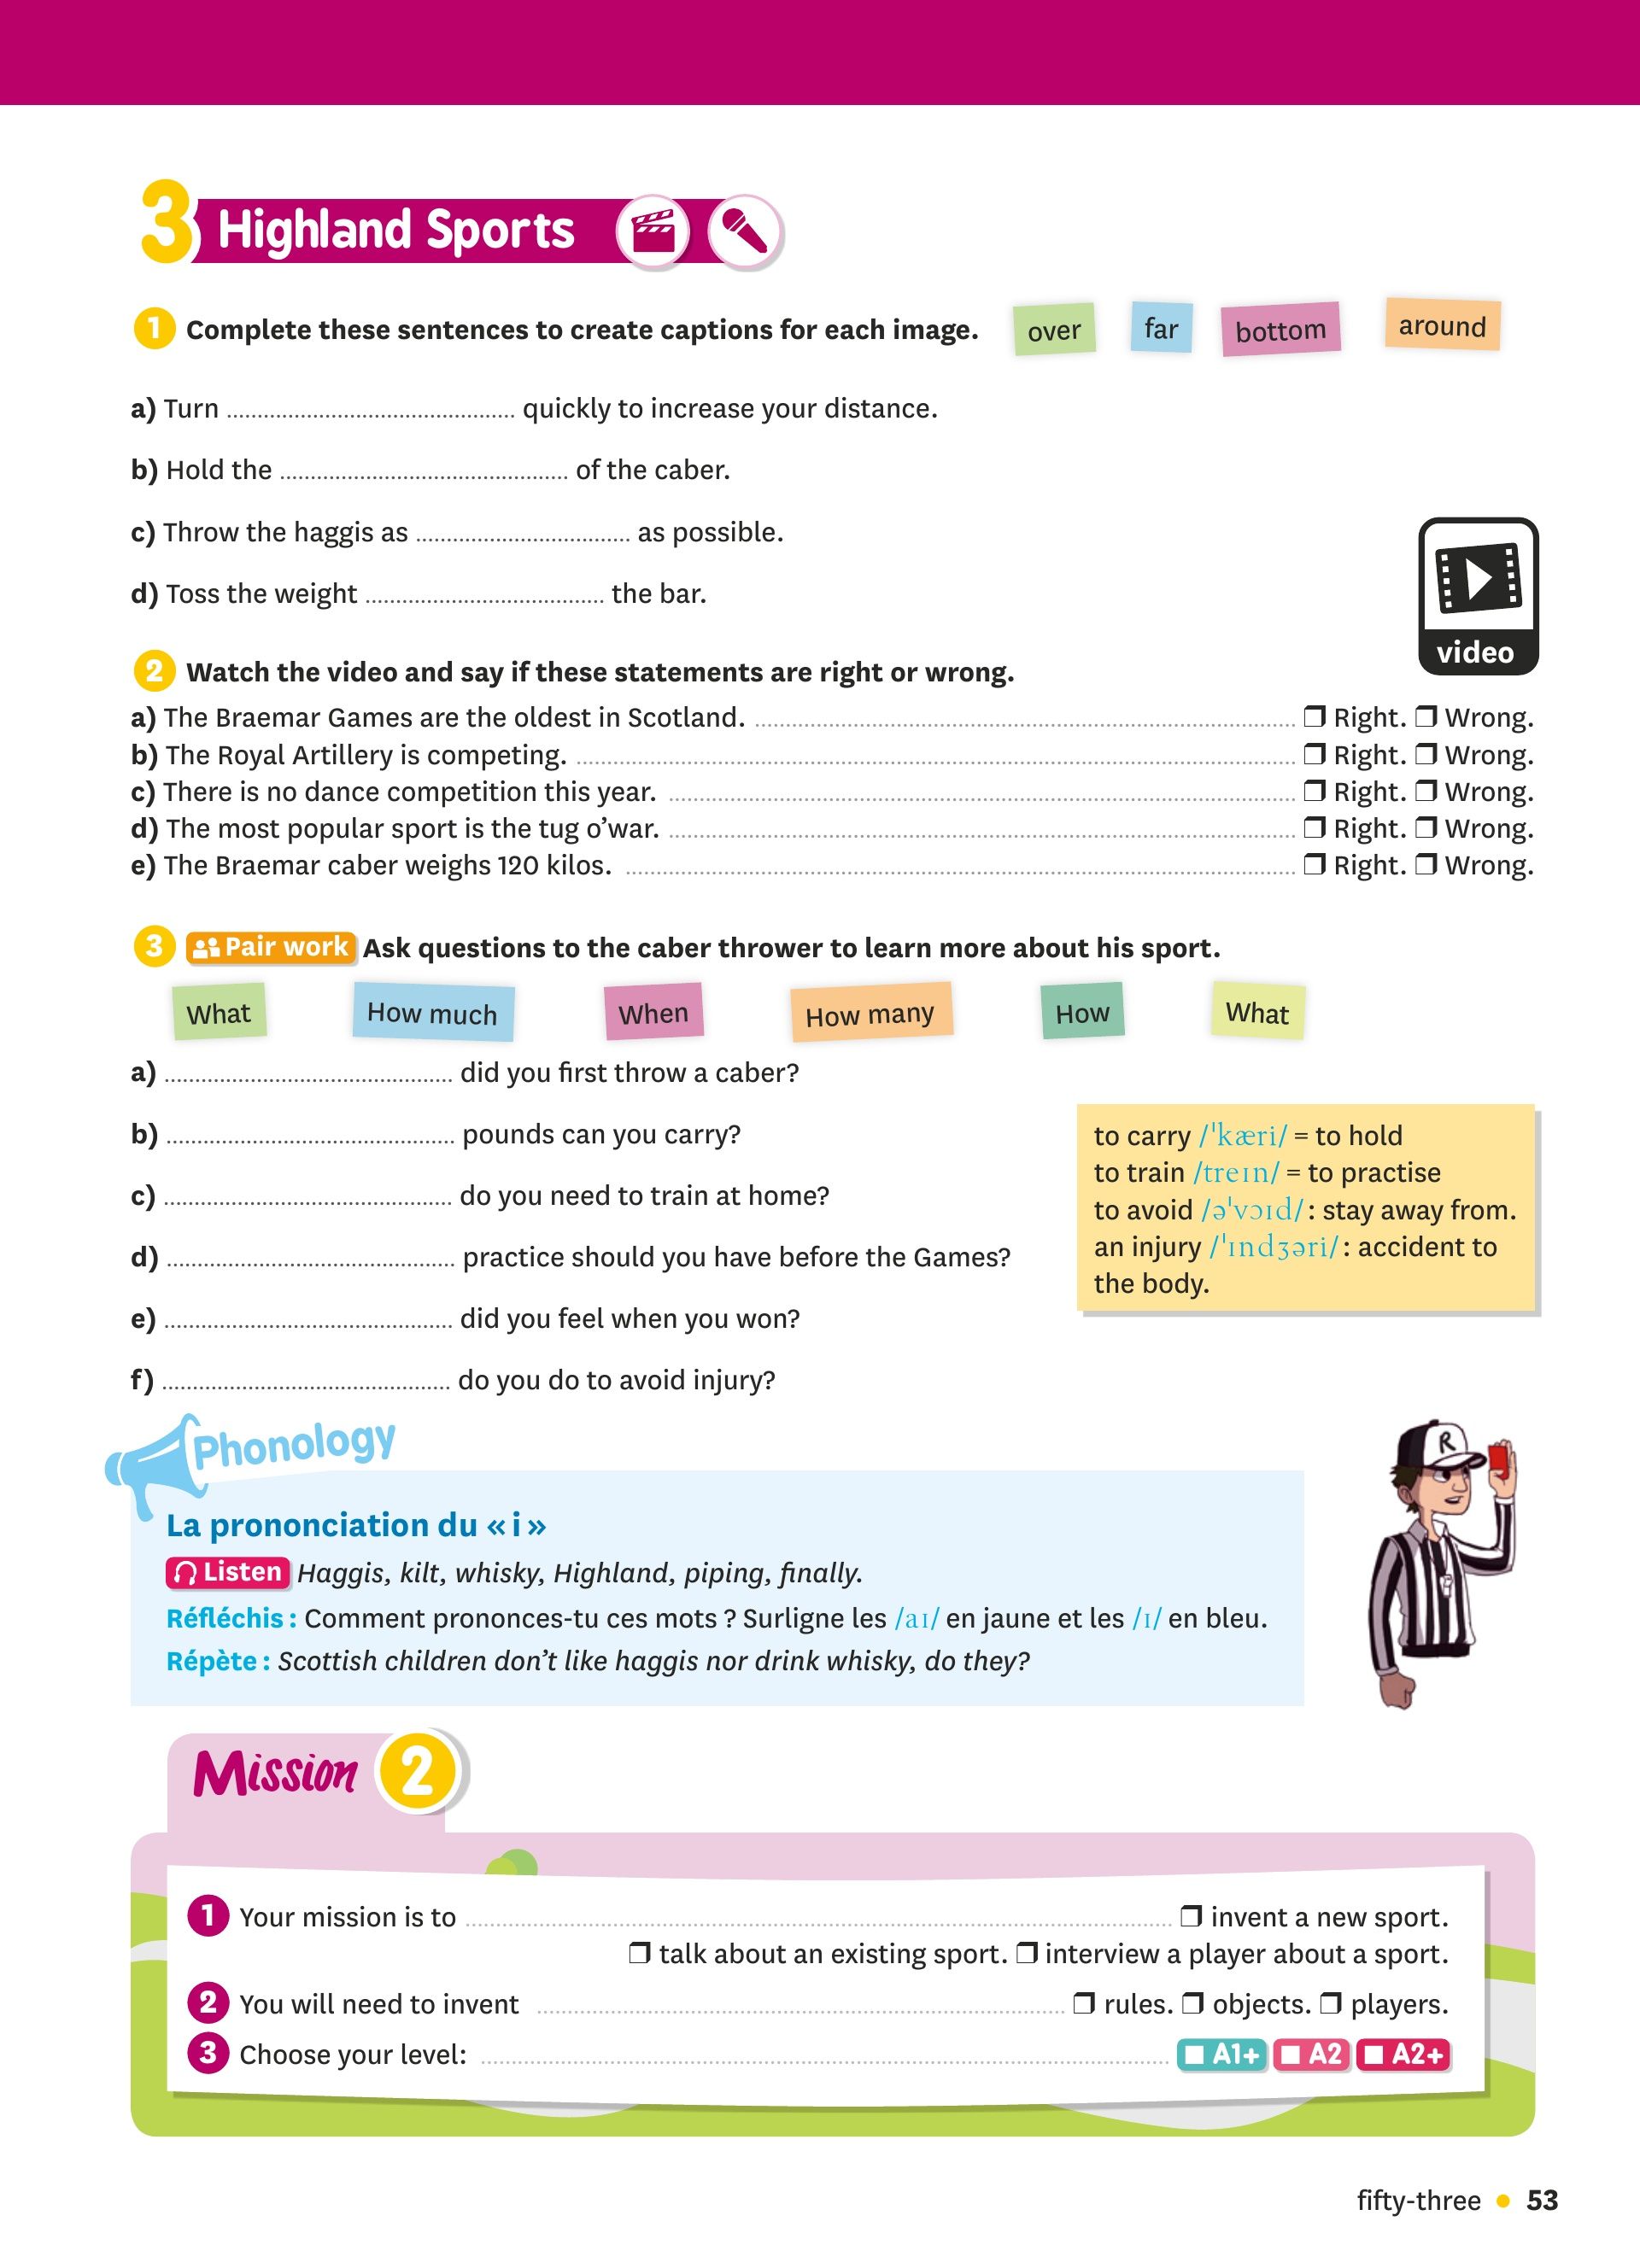 3 Highland Sports
1 Complete these sentences to create captions for each image. over far bottom around
a) Turn ................................................ quickly to increase your distance.
b) Hold the ................................................ of the caber.
c) Throw the haggis as .................................... as possible.
d) Toss the weight ........................................ the bar.
video
2 Watch the video and say if these statements are right or wrong.
a) The Braemar Games are the oldest in Scotland. ................................ ❒ Right. ❒ Wrong.
b) The Royal Artillery is competing. ................................ ❒ Right. ❒ Wrong.
c) There is no dance competition this year. ................................ ❒ Right. ❒ Wrong.
d) The most popular sport is the tug o’war. ................................ ❒ Right. ❒ Wrong.
e) The Braemar caber weighs 120 kilos. ................................ ❒ Right. ❒ Wrong.
3 Pair work Ask questions to the caber thrower to learn more about his sport.
What How much When How many How What
a) ................................................ did you first throw a caber?
b) ................................................ pounds can you carry?
c) ................................................ do you need to train at home?
d) ................................................ practice should you have before the Games?
e) ................................................ did you feel when you won?
f) ................................................ do you do to avoid injury?
to carry /ˈkæri/ = to hold
to train /treɪn/ = to practise
to avoid /əˈvɔɪd/ : stay away from.
an injury /ˈɪndʒəri/ : accident to
the body.
Phonology
La prononciation du « i »
Listen Haggis, kilt, whisky, Highland, piping, finally.
Réfléchis : Comment prononces-tu ces mots ? Surligne les /aɪ/ en jaune et les /ɪ/ en bleu.
Répète : Scottish children don’t like haggis nor drink whisky, do they?
R
Mission 2
1 Your mission is to ................................ ❒ invent a new sport.
❒ talk about an existing sport. ❒ interview a player about a sport.
2 You will need to invent ................................ ❒ rules. ❒ objects. ❒ players.
3 Choose your level: ................................ ■ A1+ ■ A2 ■ A2+
fifty-three • 53